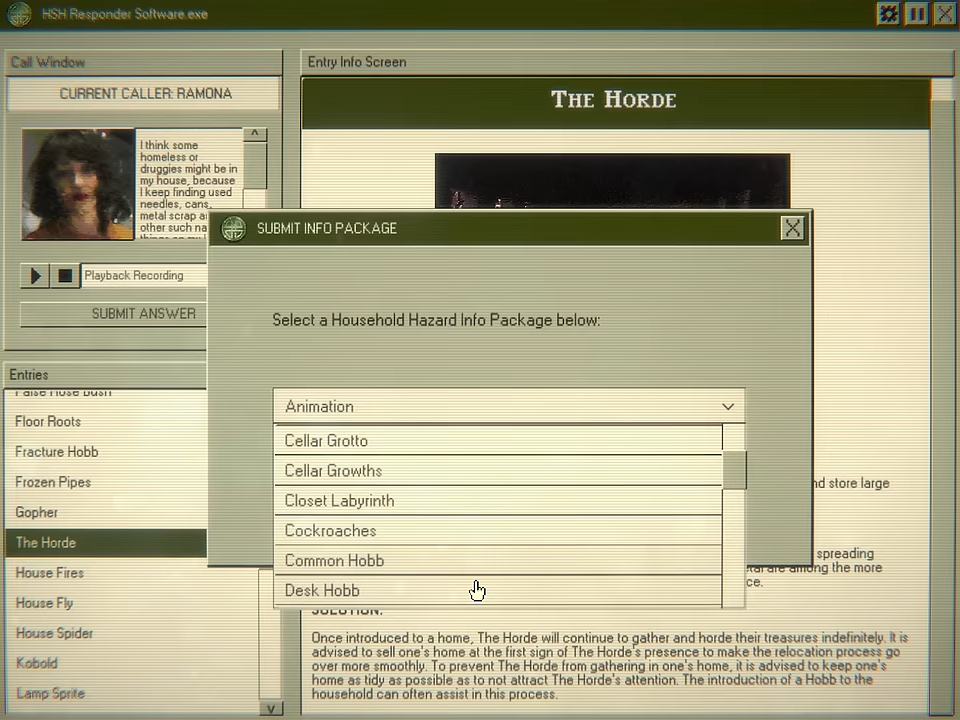 HSH Responder Software.exe
Call Window
CURRENT CALLER: RAMONA
I think some
homeless or
druggies might be in
my house, because
I keep finding used
needles, cans,
metal scrap
other such
Playback Recording
SUBMIT ANSWER
Entries
False Hose Bush
Floor Roots
Fracture Hobb
Frozen Pipes
Gopher
The Horde
House Fires
House Fly
House Spider
Kobold
Lamp Sprite
Entry Info Screen
The Horde
SUBMIT INFO PACKAGE
Select a Household Hazard Info Package below:
Animation
Cellar Grotto
Cellar Growths
Closet Labyrinth
Cockroaches
Common Hobb
Desk Hobb
store large
spreading
are among the more
SOLUTION:
Once introduced to a home, The Horde will continue to gather and horde their treasures indefinitely. It is
advised to sell one's home at the first sign of The Horde's presence to make the relocation process go
over more smoothly. To prevent The Horde from gathering in one's home, it is advised to keep one's
home as tidy as possible as to not attract The Horde's attention. The introduction of a Hobb to the
household can often assist in this process.